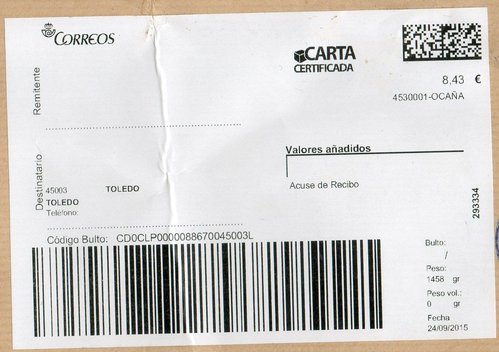 CORREOS
Remitente
CARTA
CERTIFICADA
8,43 €
4530001-OCAÑA
Valores añadidos
Acuse de Recibo
Destinatario
45003 TOLEDO
TOLEDO
Teléfono:
293334
Código Bulto: CD0CLP0000088670045003L
Bulto:
/
Peso:
1458 gr
Peso vol.:
0 gr
Fecha
24/09/2015